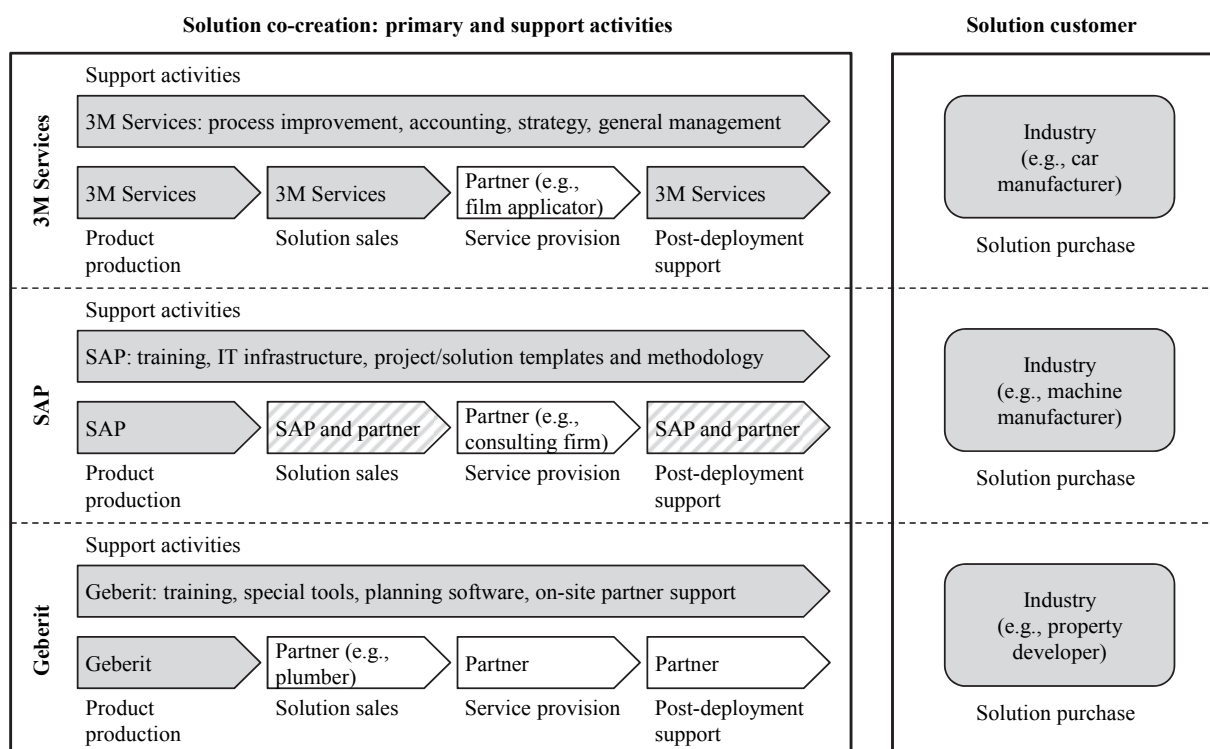 Solution co-creation: primary and support activities
Solution customer
3M Services
Support activities
3M Services: process improvement, accounting, strategy, general management
3M Services
3M Services
Partner (e.g.,
film applicator)
3M Services
Product
production
Solution sales
Service provision
Post-deployment
support
Industry
(e.g., car
manufacturer)
Solution purchase
SAP
Support activities
SAP: training, IT infrastructure, project/solution templates and methodology
SAP
SAP and partner
Partner (e.g.,
consulting firm)
SAP and partner
Product
production
Solution sales
Service provision
Post-deployment
support
Industry
(e.g., machine
manufacturer)
Solution purchase
Geberit
Support activities
Geberit: training, special tools, planning software, on-site partner support
Geberit
Partner (e.g.,
plumber)
Partner
Partner
Product
production
Solution sales
Service provision
Post-deployment
support
Industry
(e.g., property
developer)
Solution purchase